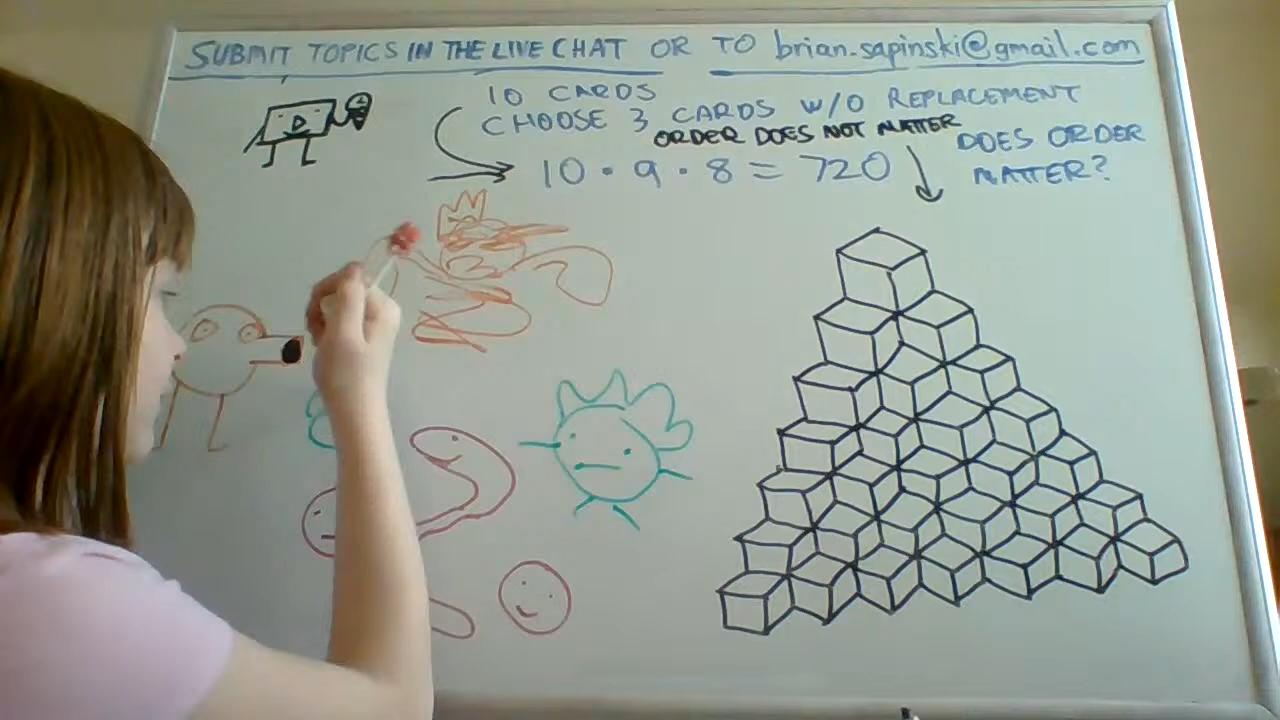 SUBMIT TOPICS IN THE LIVE CHAT OR TO brian.sapinski@gmail.com
10 CARDS
CHOOSE 3 CARDS W/O REPLACEMENT
ORDER DOES NOT MATTER
DOES ORDER
MATTER?
10 · 9 · 8 = 720